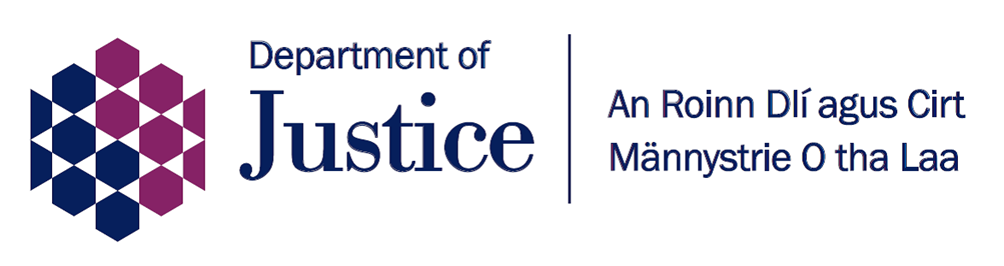 Department of
Justice
An Roinn Dlí agus Cirt
Männystrie O tha Laa